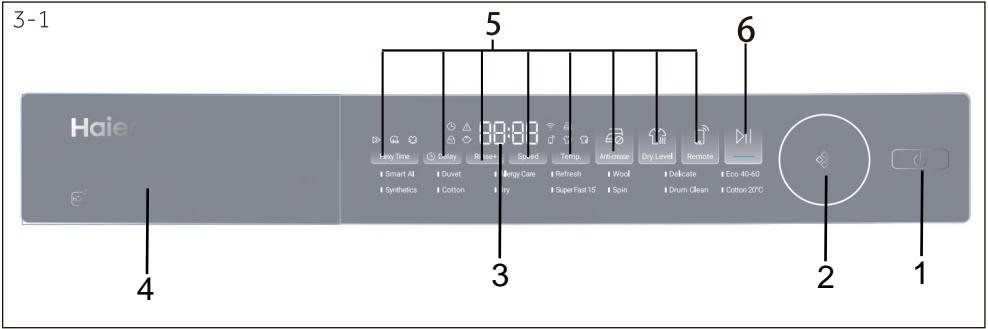 3-1
5
6
Haier
88:88
Flexy Time Delay Rinse+ Speed Temp. Anti-crease Dry Level Remote
Smart AI Duvet Allergy Care Refresh Wool Delicate Eco 40-60
Synthetics Cotton Dry Super Fast 15' Spin Drum Clean Cotton 20°C
4
3
2
1